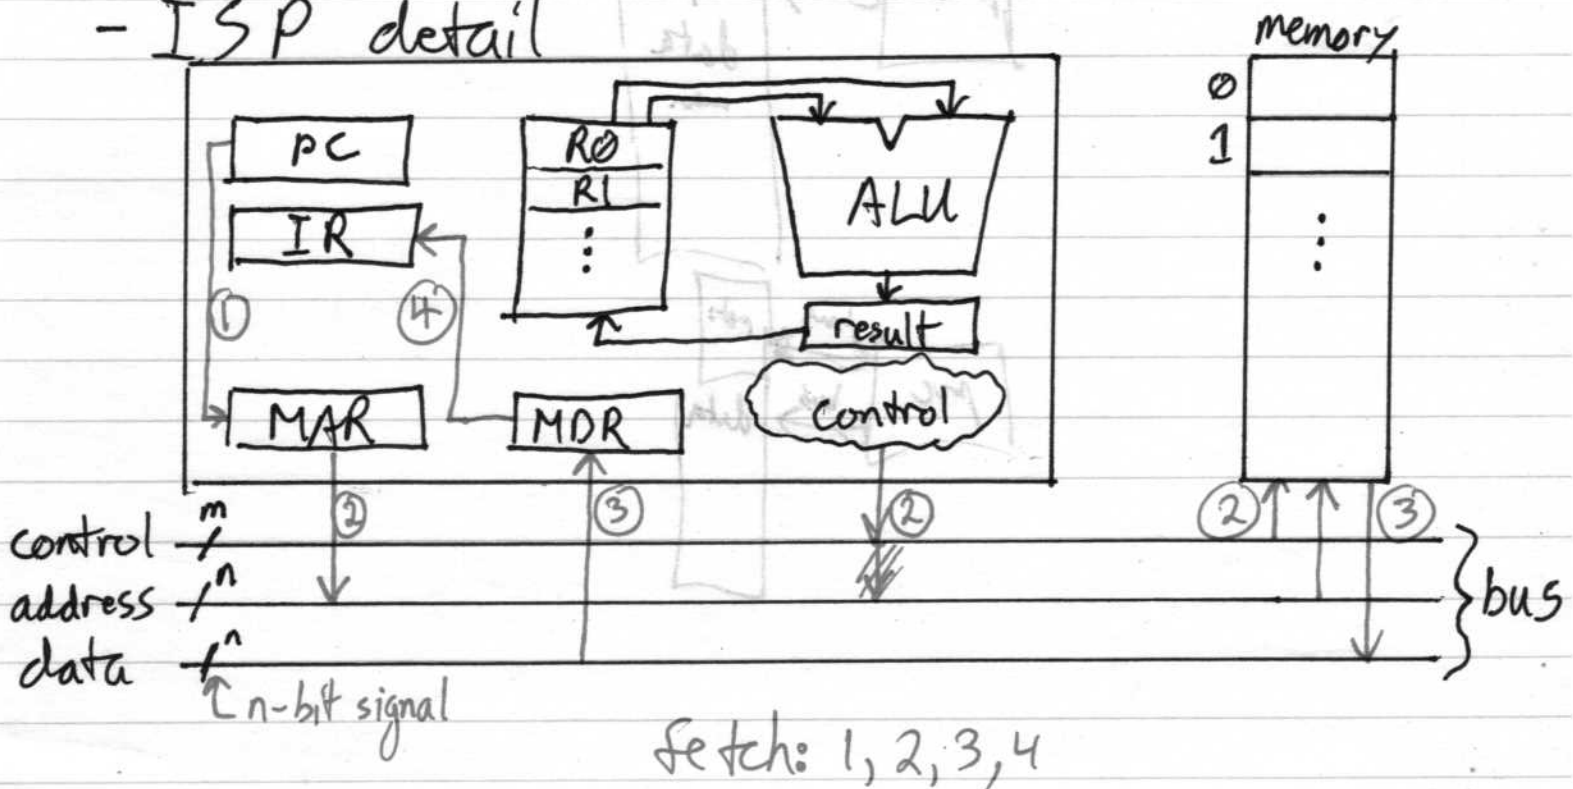 - ISP detail
memory
0
1
PC
R0
R1
ALU
IR
①
④
result
MAR
MDR
control
②
③
②
②
③
control m
address n
data n
bus
n-bit signal
fetch: 1, 2, 3, 4